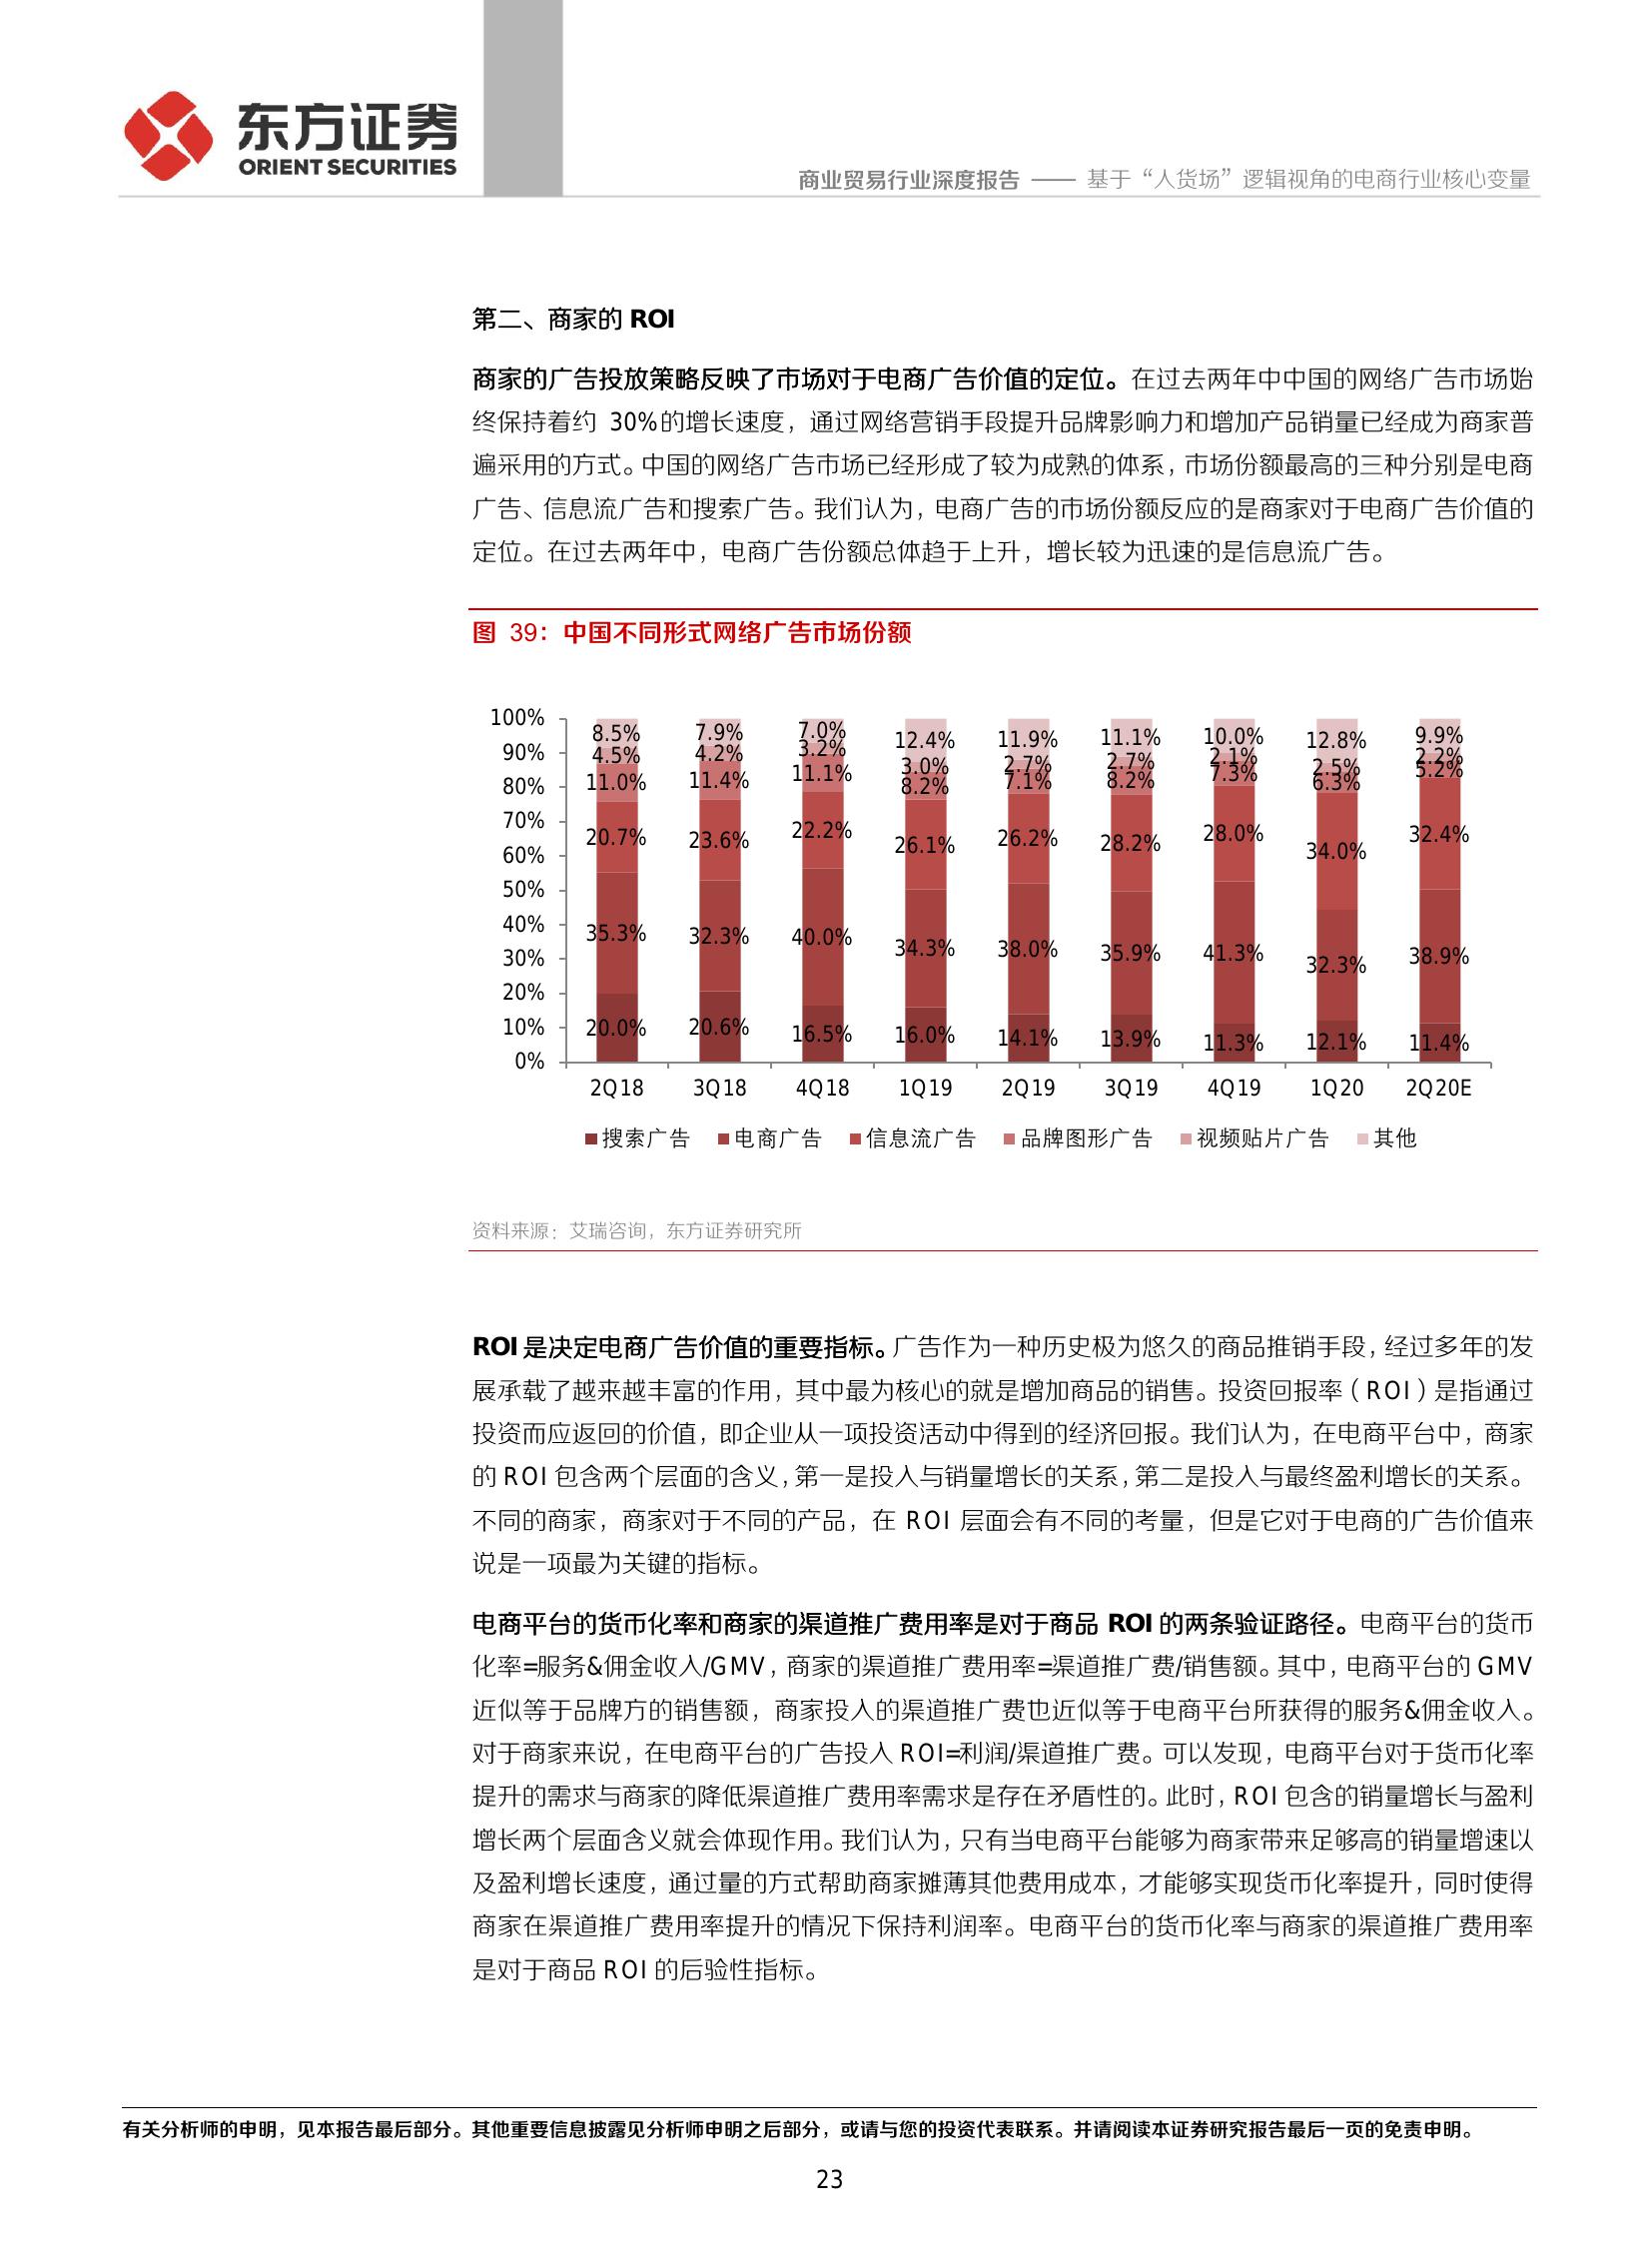 东方证券
ORIENT SECURITIES
商业贸易行业深度报告 —— 基于“人货场”逻辑视角的电商行业核心变量
第二、商家的 ROI
商家的广告投放策略反映了市场对于电商广告价值的定位。在过去两年中中国的网络广告市场始
终保持着约 30%的增长速度，通过网络营销手段提升品牌影响力和增加产品销量已经成为商家普
遍采用的方式。中国的网络广告市场已经形成了较为成熟的体系，市场份额最高的三种分别是电商
广告、信息流广告和搜索广告。我们认为，电商广告的市场份额反应的是商家对于电商广告价值的
定位。在过去两年中，电商广告份额总体趋于上升，增长较为迅速的是信息流广告。
图 39：中国不同形式网络广告市场份额
100%
90%
80%
70%
60%
50%
40%
30%
20%
10%
0%
8.5% 7.9% 7.0% 12.4% 11.9% 11.1% 10.0% 12.8% 9.9%
4.5% 4.2% 3.2% 3.0% 2.7% 2.7% 2.1% 2.5% 2.2%
11.0% 11.4% 11.1% 8.2% 7.1% 8.2% 7.3% 6.3% 5.2%
20.7% 23.6% 22.2% 26.1% 26.2% 28.2% 28.0% 34.0% 32.4%
35.3% 32.3% 40.0% 34.3% 38.0% 35.9% 41.3% 32.3% 38.9%
20.0% 20.6% 16.5% 16.0% 14.1% 13.9% 11.3% 12.1% 11.4%
2Q18 3Q18 4Q18 1Q19 2Q19 3Q19 4Q19 1Q20 2Q20E
搜索广告 电商广告 信息流广告 品牌图形广告 视频贴片广告 其他
资料来源：艾瑞咨询，东方证券研究所
ROI 是决定电商广告价值的重要指标。广告作为一种历史极为悠久的商品推销手段，经过多年的发
展承载了越来越丰富的作用，其中最为核心的就是增加商品的销售。投资回报率（ROI）是指通过
投资而应返回的价值，即企业从一项投资活动中得到的经济回报。我们认为，在电商平台中，商家
的 ROI 包含两个层面的含义，第一是投入与销量增长的关系，第二是投入与最终盈利增长的关系。
不同的商家，商家对于不同的产品，在 ROI 层面会有不同的考量，但是它对于电商的广告价值来
说是一项最为关键的指标。
电商平台的货币化率和商家的渠道推广费用率是对于商品 ROI 的两条验证路径。电商平台的货币
化率=服务&佣金收入/GMV，商家的渠道推广费用率=渠道推广费/销售额。其中，电商平台的 GMV
近似等于品牌方的销售额，商家投入的渠道推广费也近似等于电商平台所获得的服务&佣金收入。
对于商家来说，在电商平台的广告投入 ROI=利润/渠道推广费。可以发现，电商平台对于货币化率
提升的需求与商家的降低渠道推广费用率需求是存在矛盾性的。此时，ROI 包含的销量增长与盈利
增长两个层面含义就会体现作用。我们认为，只有当电商平台能够为商家带来足够高的销量增速以
及盈利增长速度，通过量的方式帮助商家摊薄其他费用成本，才能够实现货币化率提升，同时使得
商家在渠道推广费用率提升的情况下保持利润率。电商平台的货币化率与商家的渠道推广费用率
是对于商品 ROI 的后验性指标。
有关分析师的申明，见本报告最后部分。其他重要信息披露见分析师申明之后部分，或请与您的投资代表联系。并请阅读本证券研究报告最后一页的免责申明。
23